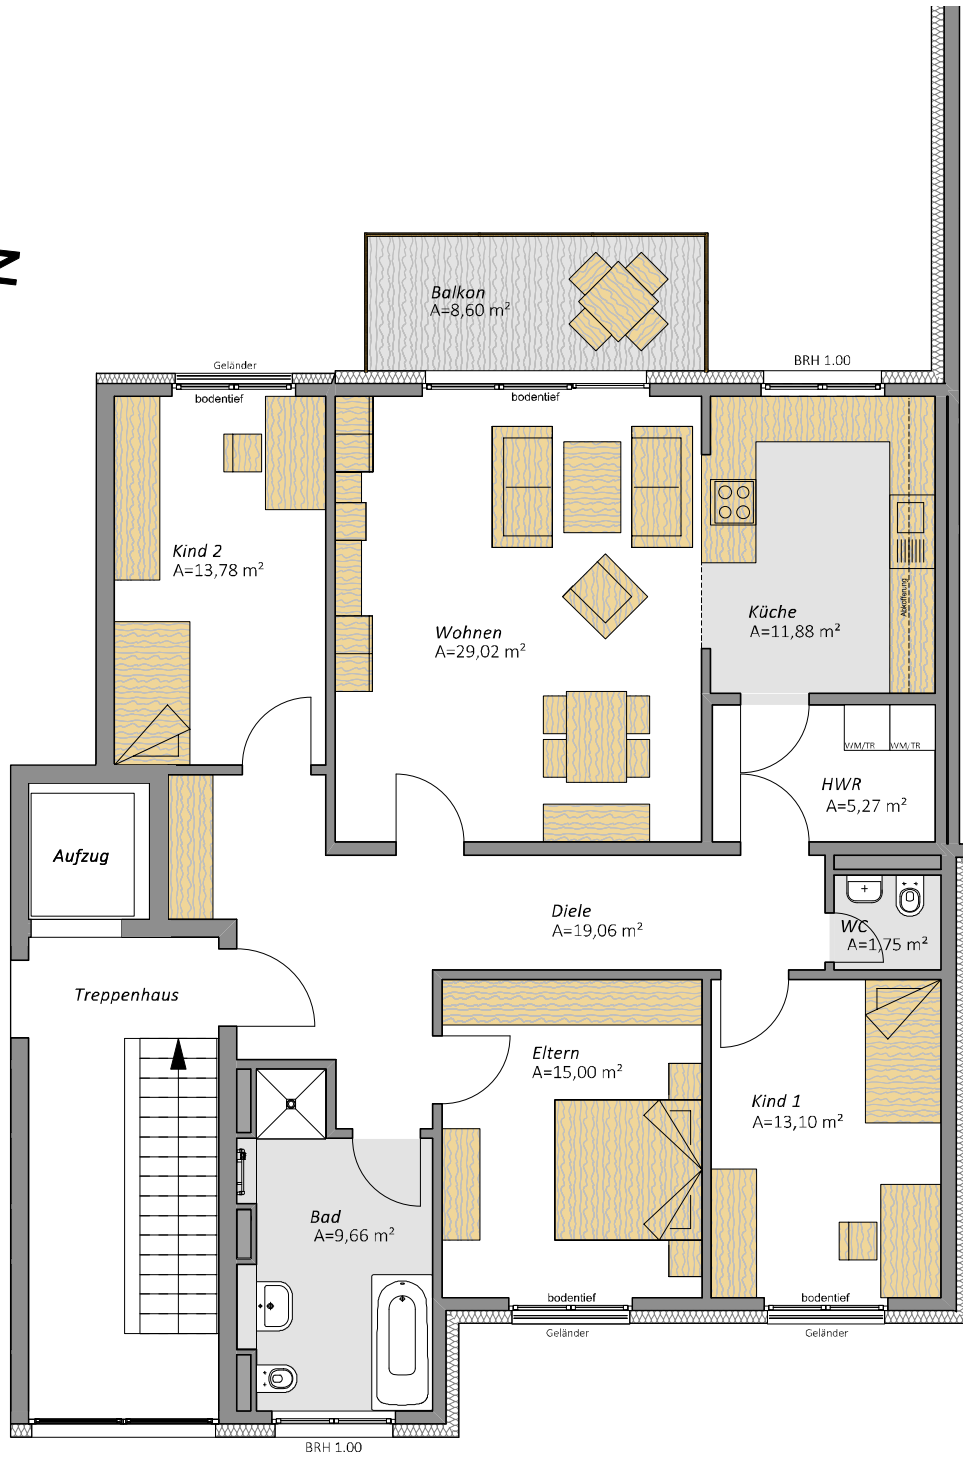 N
Balkon
A=8,60 m²
Geländer
BRH 1.00
bodentief
bodentief
Kind 2
A=13,78 m²
Wohnen
A=29,02 m²
Küche
A=11,88 m²
Abkofferung
WM/TR
WM/TR
HWR
A=5,27 m²
Aufzug
Diele
A=19,06 m²
WC
A=1,75 m²
Treppenhaus
Eltern
A=15,00 m²
Kind 1
A=13,10 m²
Bad
A=9,66 m²
bodentief
bodentief
Geländer
Geländer
BRH 1.00